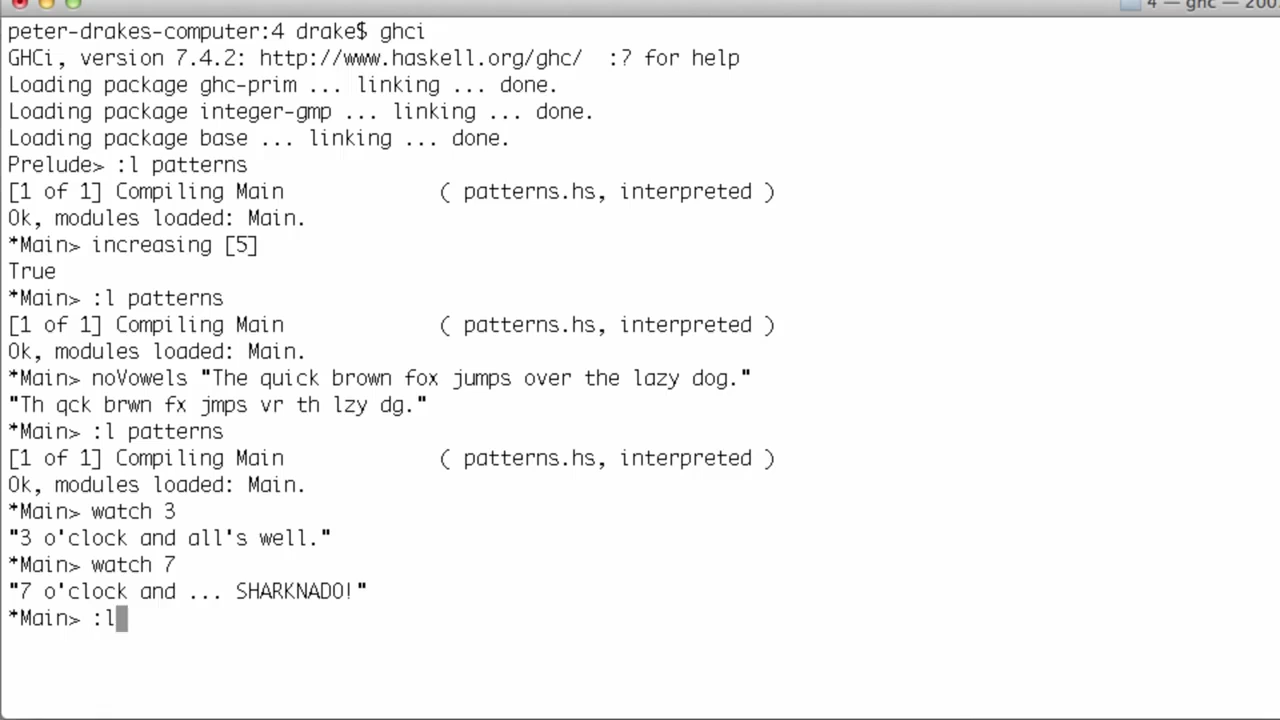 4 — ghc — 200
peter-drakes-computer:4 drake$ ghci
GHCi, version 7.4.2: http://www.haskell.org/ghc/  :? for help
Loading package ghc-prim ... linking ... done.
Loading package integer-gmp ... linking ... done.
Loading package base ... linking ... done.
Prelude> :l patterns
[1 of 1] Compiling Main             ( patterns.hs, interpreted )
Ok, modules loaded: Main.
*Main> increasing [5]
True
*Main> :l patterns
[1 of 1] Compiling Main             ( patterns.hs, interpreted )
Ok, modules loaded: Main.
*Main> noVowels "The quick brown fox jumps over the lazy dog."
"Th qck brwn fx jmps vr th lzy dg."
*Main> :l patterns
[1 of 1] Compiling Main             ( patterns.hs, interpreted )
Ok, modules loaded: Main.
*Main> watch 3
"3 o'clock and all's well."
*Main> watch 7
"7 o'clock and ... SHARKNADO!"
*Main> :l